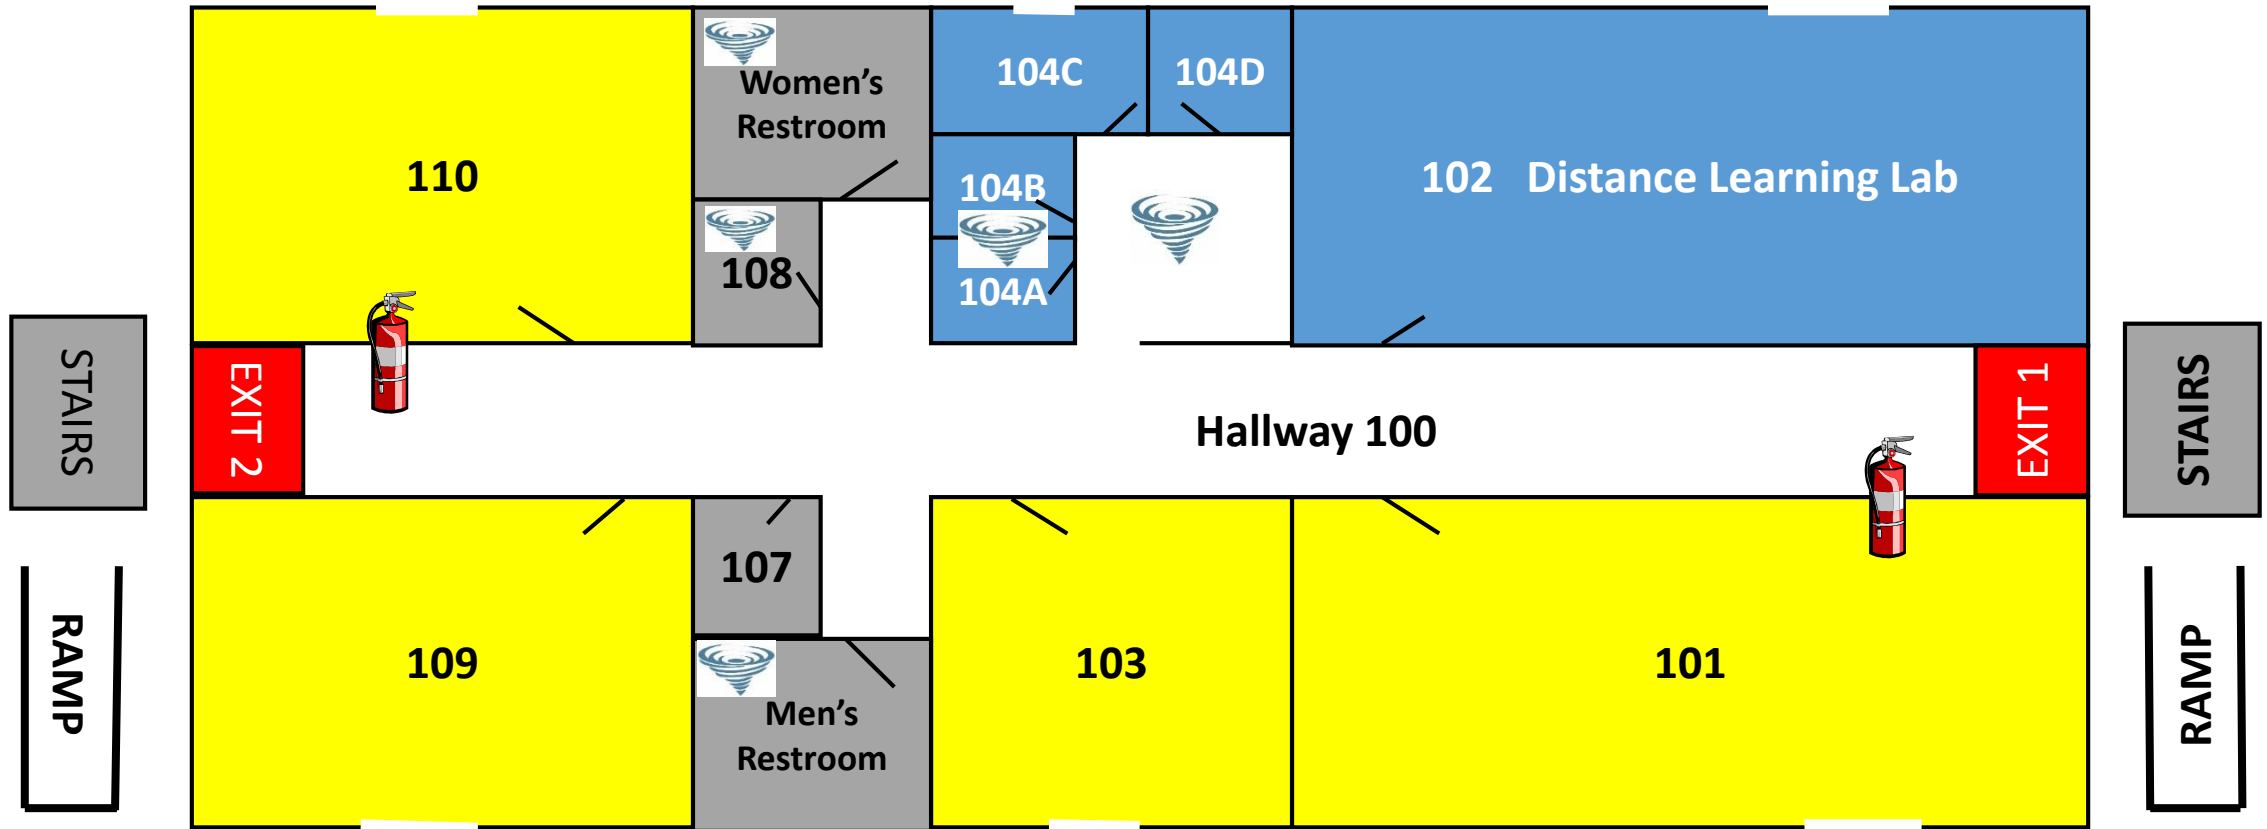 Women's
Restroom
104C
104D
110
104B
102 Distance Learning Lab
108
104A
STAIRS
EXIT 2
Hallway 100
EXIT 1
STAIRS
107
RAMP
109
Men's
Restroom
103
101
RAMP